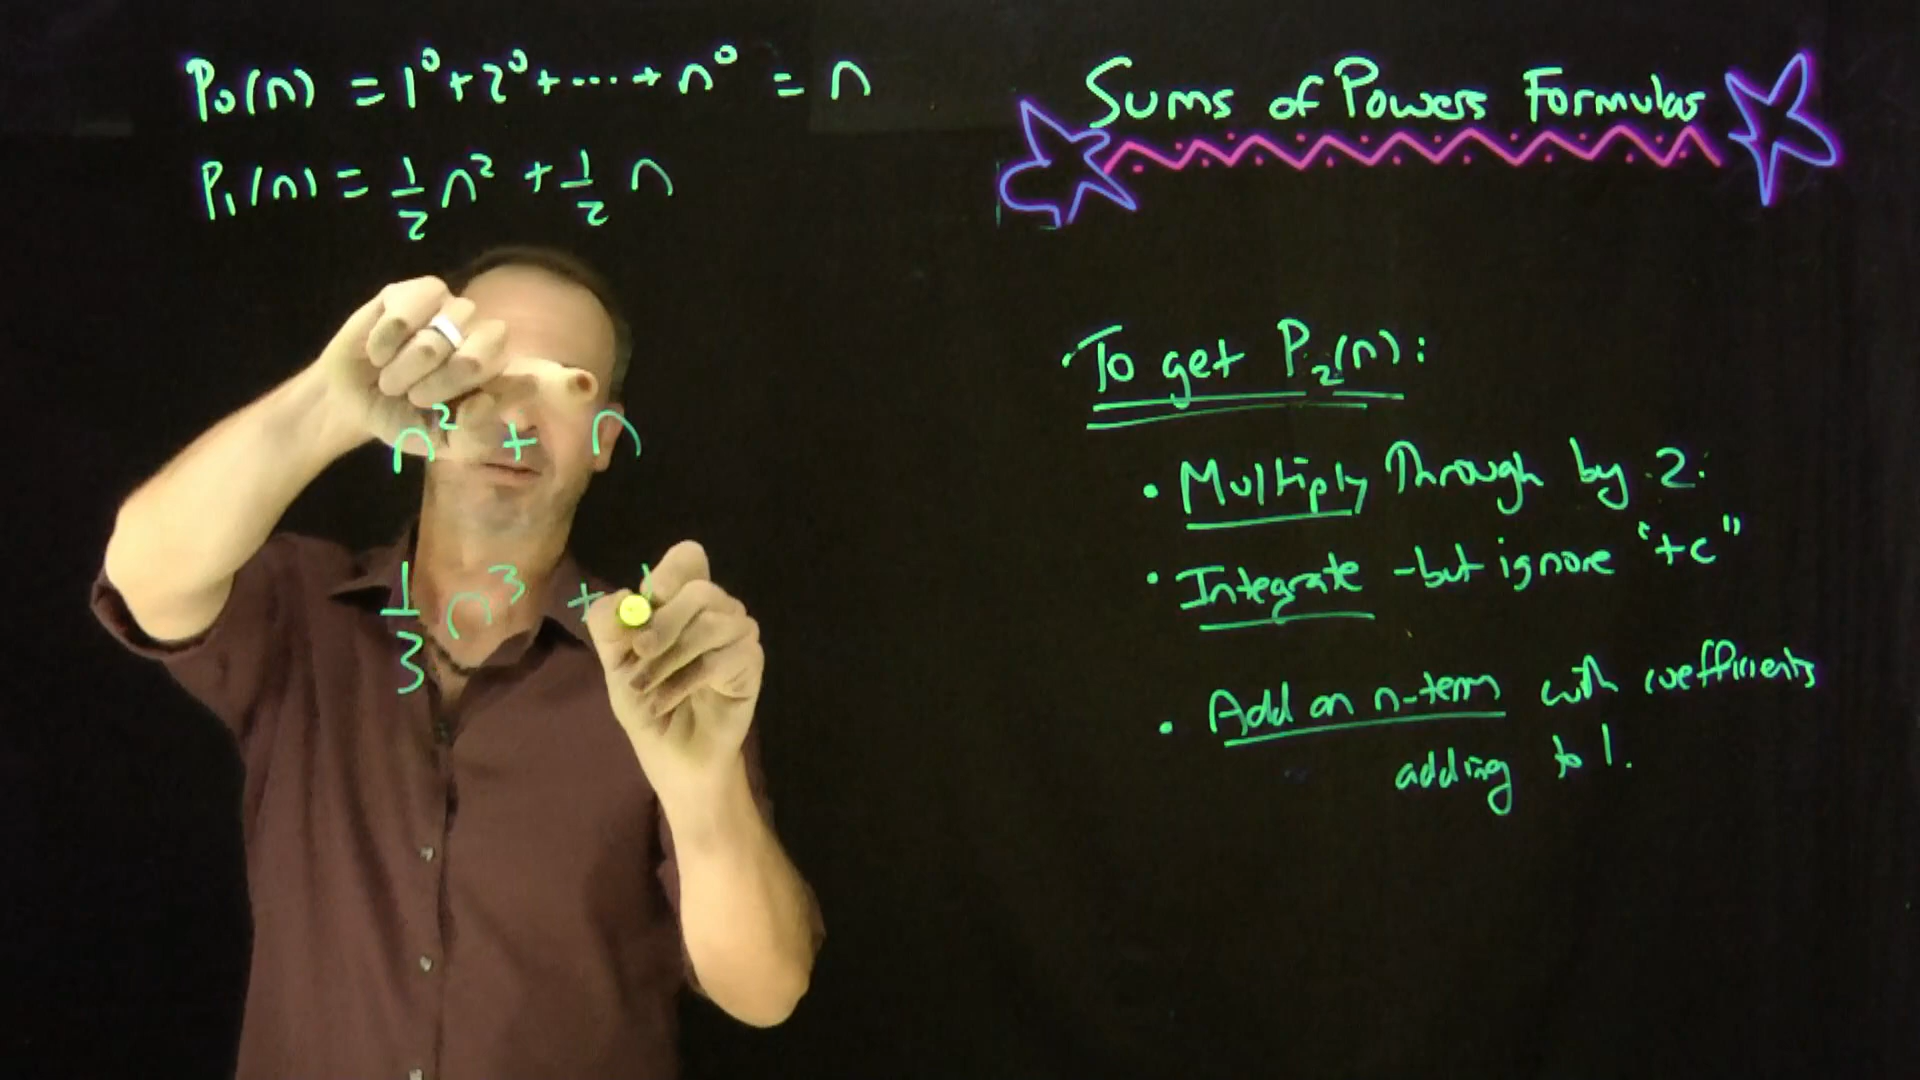 P₀(n) = 1⁰+2⁰+...+n⁰ = n
P₁(n) = 1/2 n² + 1/2 n
n² + n
1/3 n³ +
Sums of Powers Formulas
· To get P₂(n):
· Multiply through by 2.
· Integrate - but ignore "+c"
· Add on n-term with coefficients
adding to 1.